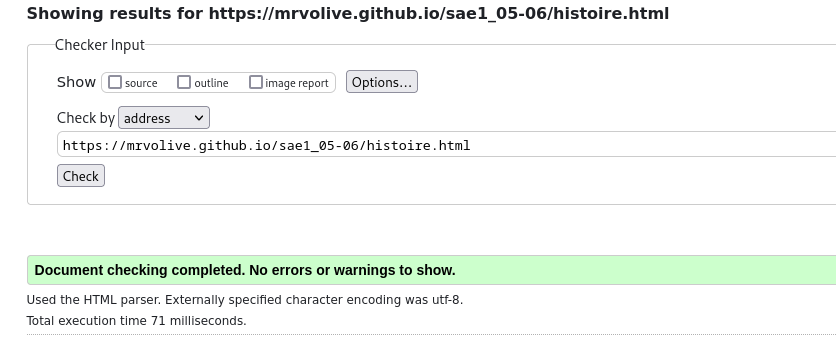 Showing results for https://mrvolive.github.io/sae1_05-06/histoire.html
Checker Input
Show source outline image report Options...
Check by address
https://mrvolive.github.io/sae1_05-06/histoire.html
Check
Document checking completed. No errors or warnings to show.
Used the HTML parser. Externally specified character encoding was utf-8.
Total execution time 71 milliseconds.